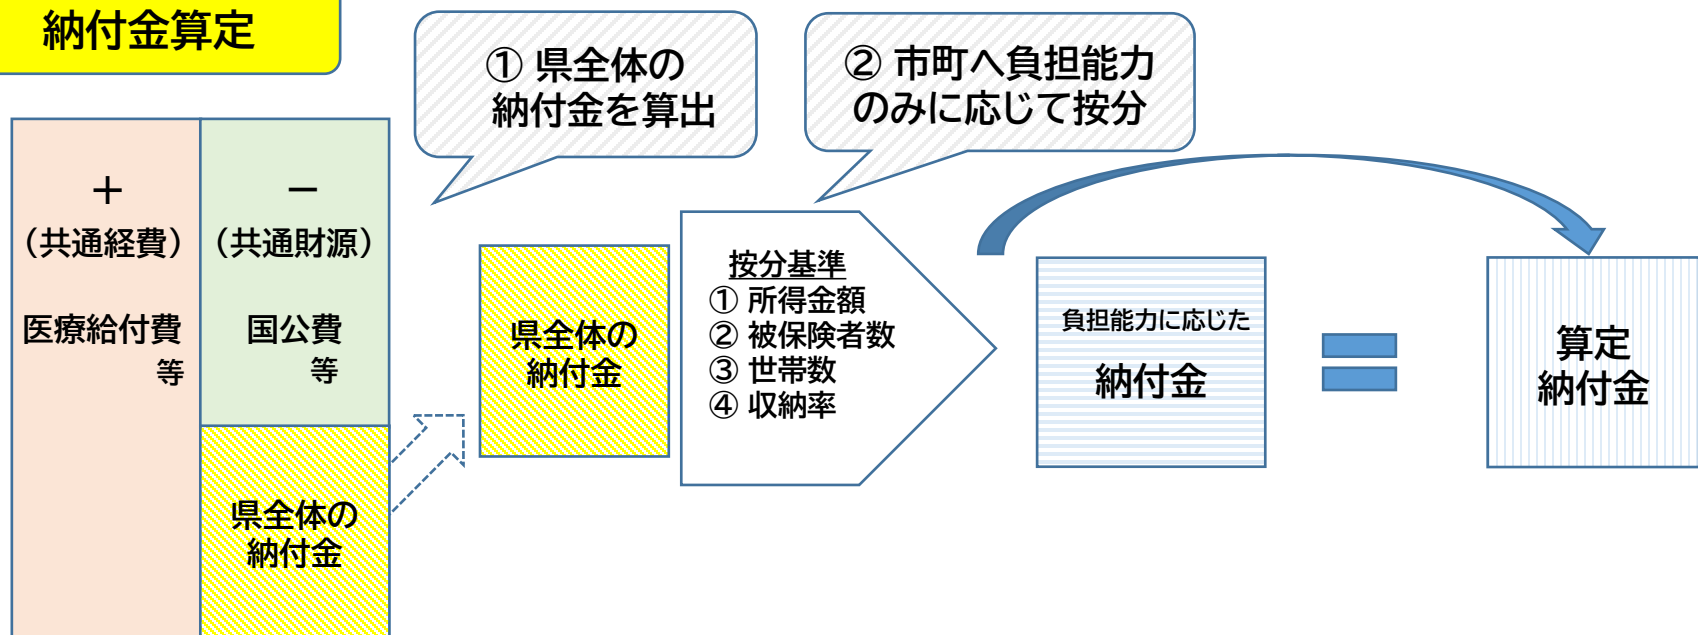 納付金算定
① 県全体の
納付金を算出
② 市町へ負担能力
のみに応じて按分
＋
（共通経費）
医療給付費
等
－
（共通財源）
国公費
等
県全体の
納付金
県全体の
納付金
按分基準
① 所得金額
② 被保険者数
③ 世帯数
④ 収納率
負担能力に応じた
納付金
算定
納付金